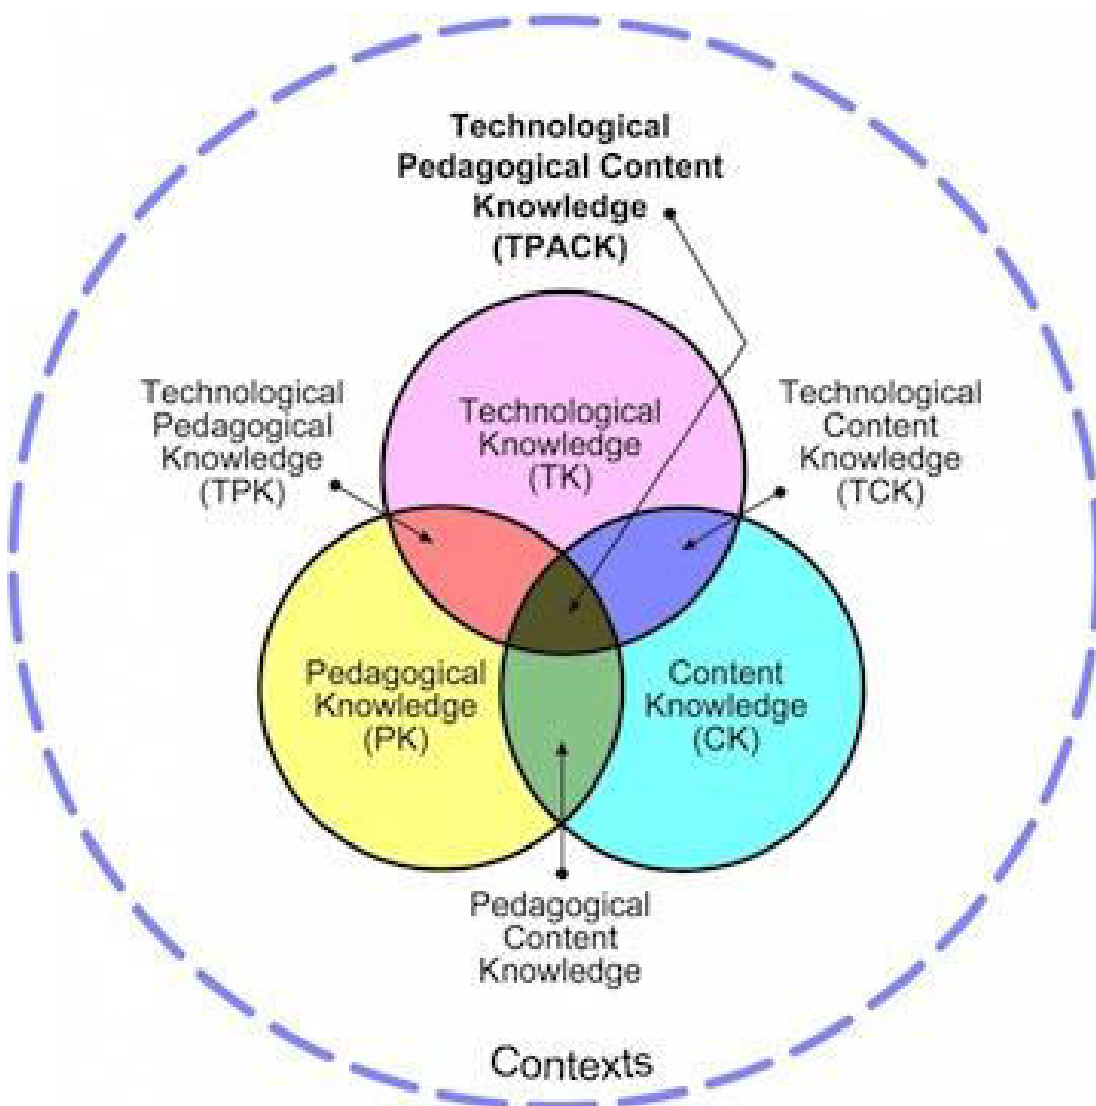 Technological
Pedagogical Content
Knowledge
(TPACK)
Technological
Pedagogical
Knowledge
(TPK)
Technological
Knowledge
(TK)
Technological
Content
Knowledge
(TCK)
Pedagogical
Knowledge
(PK)
Content
Knowledge
(CK)
Pedagogical
Content
Knowledge
Contexts